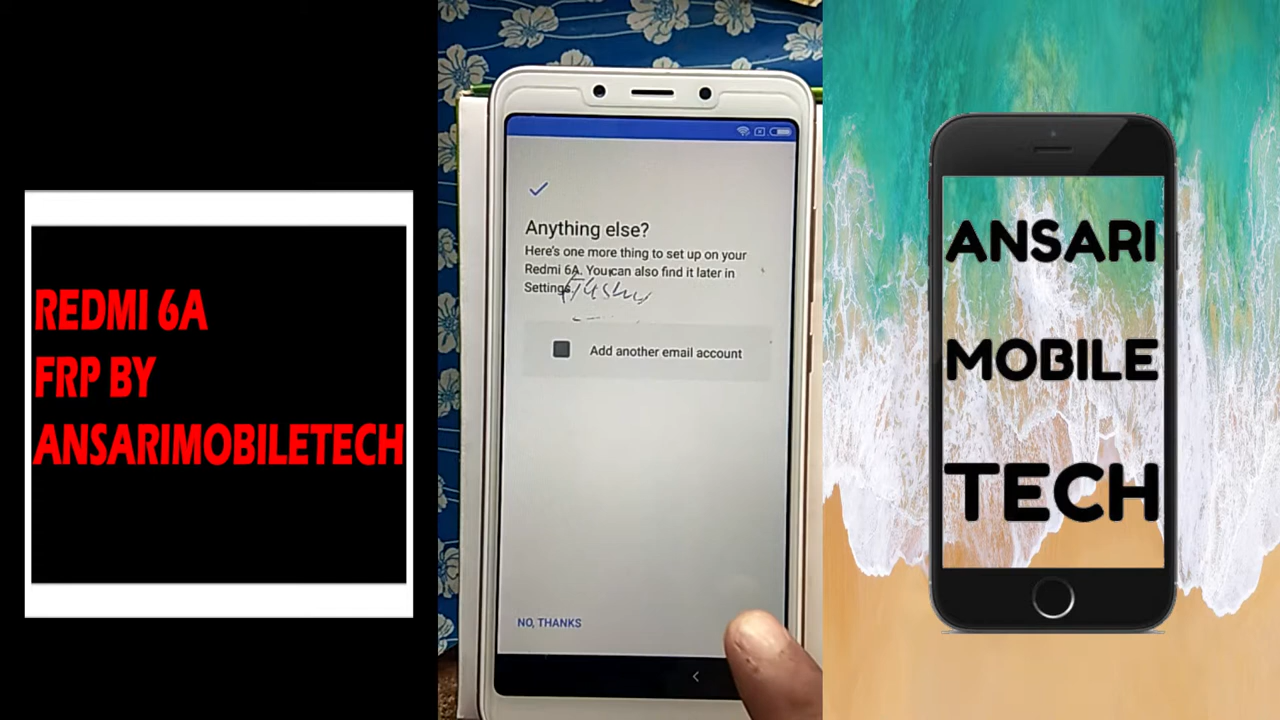 REDMI 6A
FRP BY
ANSARIMOBILETECH
Anything else?
Here's one more thing to set up on your
Redmi 6A. You can also find it later in
Settings.
Add another email account
NO, THANKS
ANSARI
MOBILE
TECH